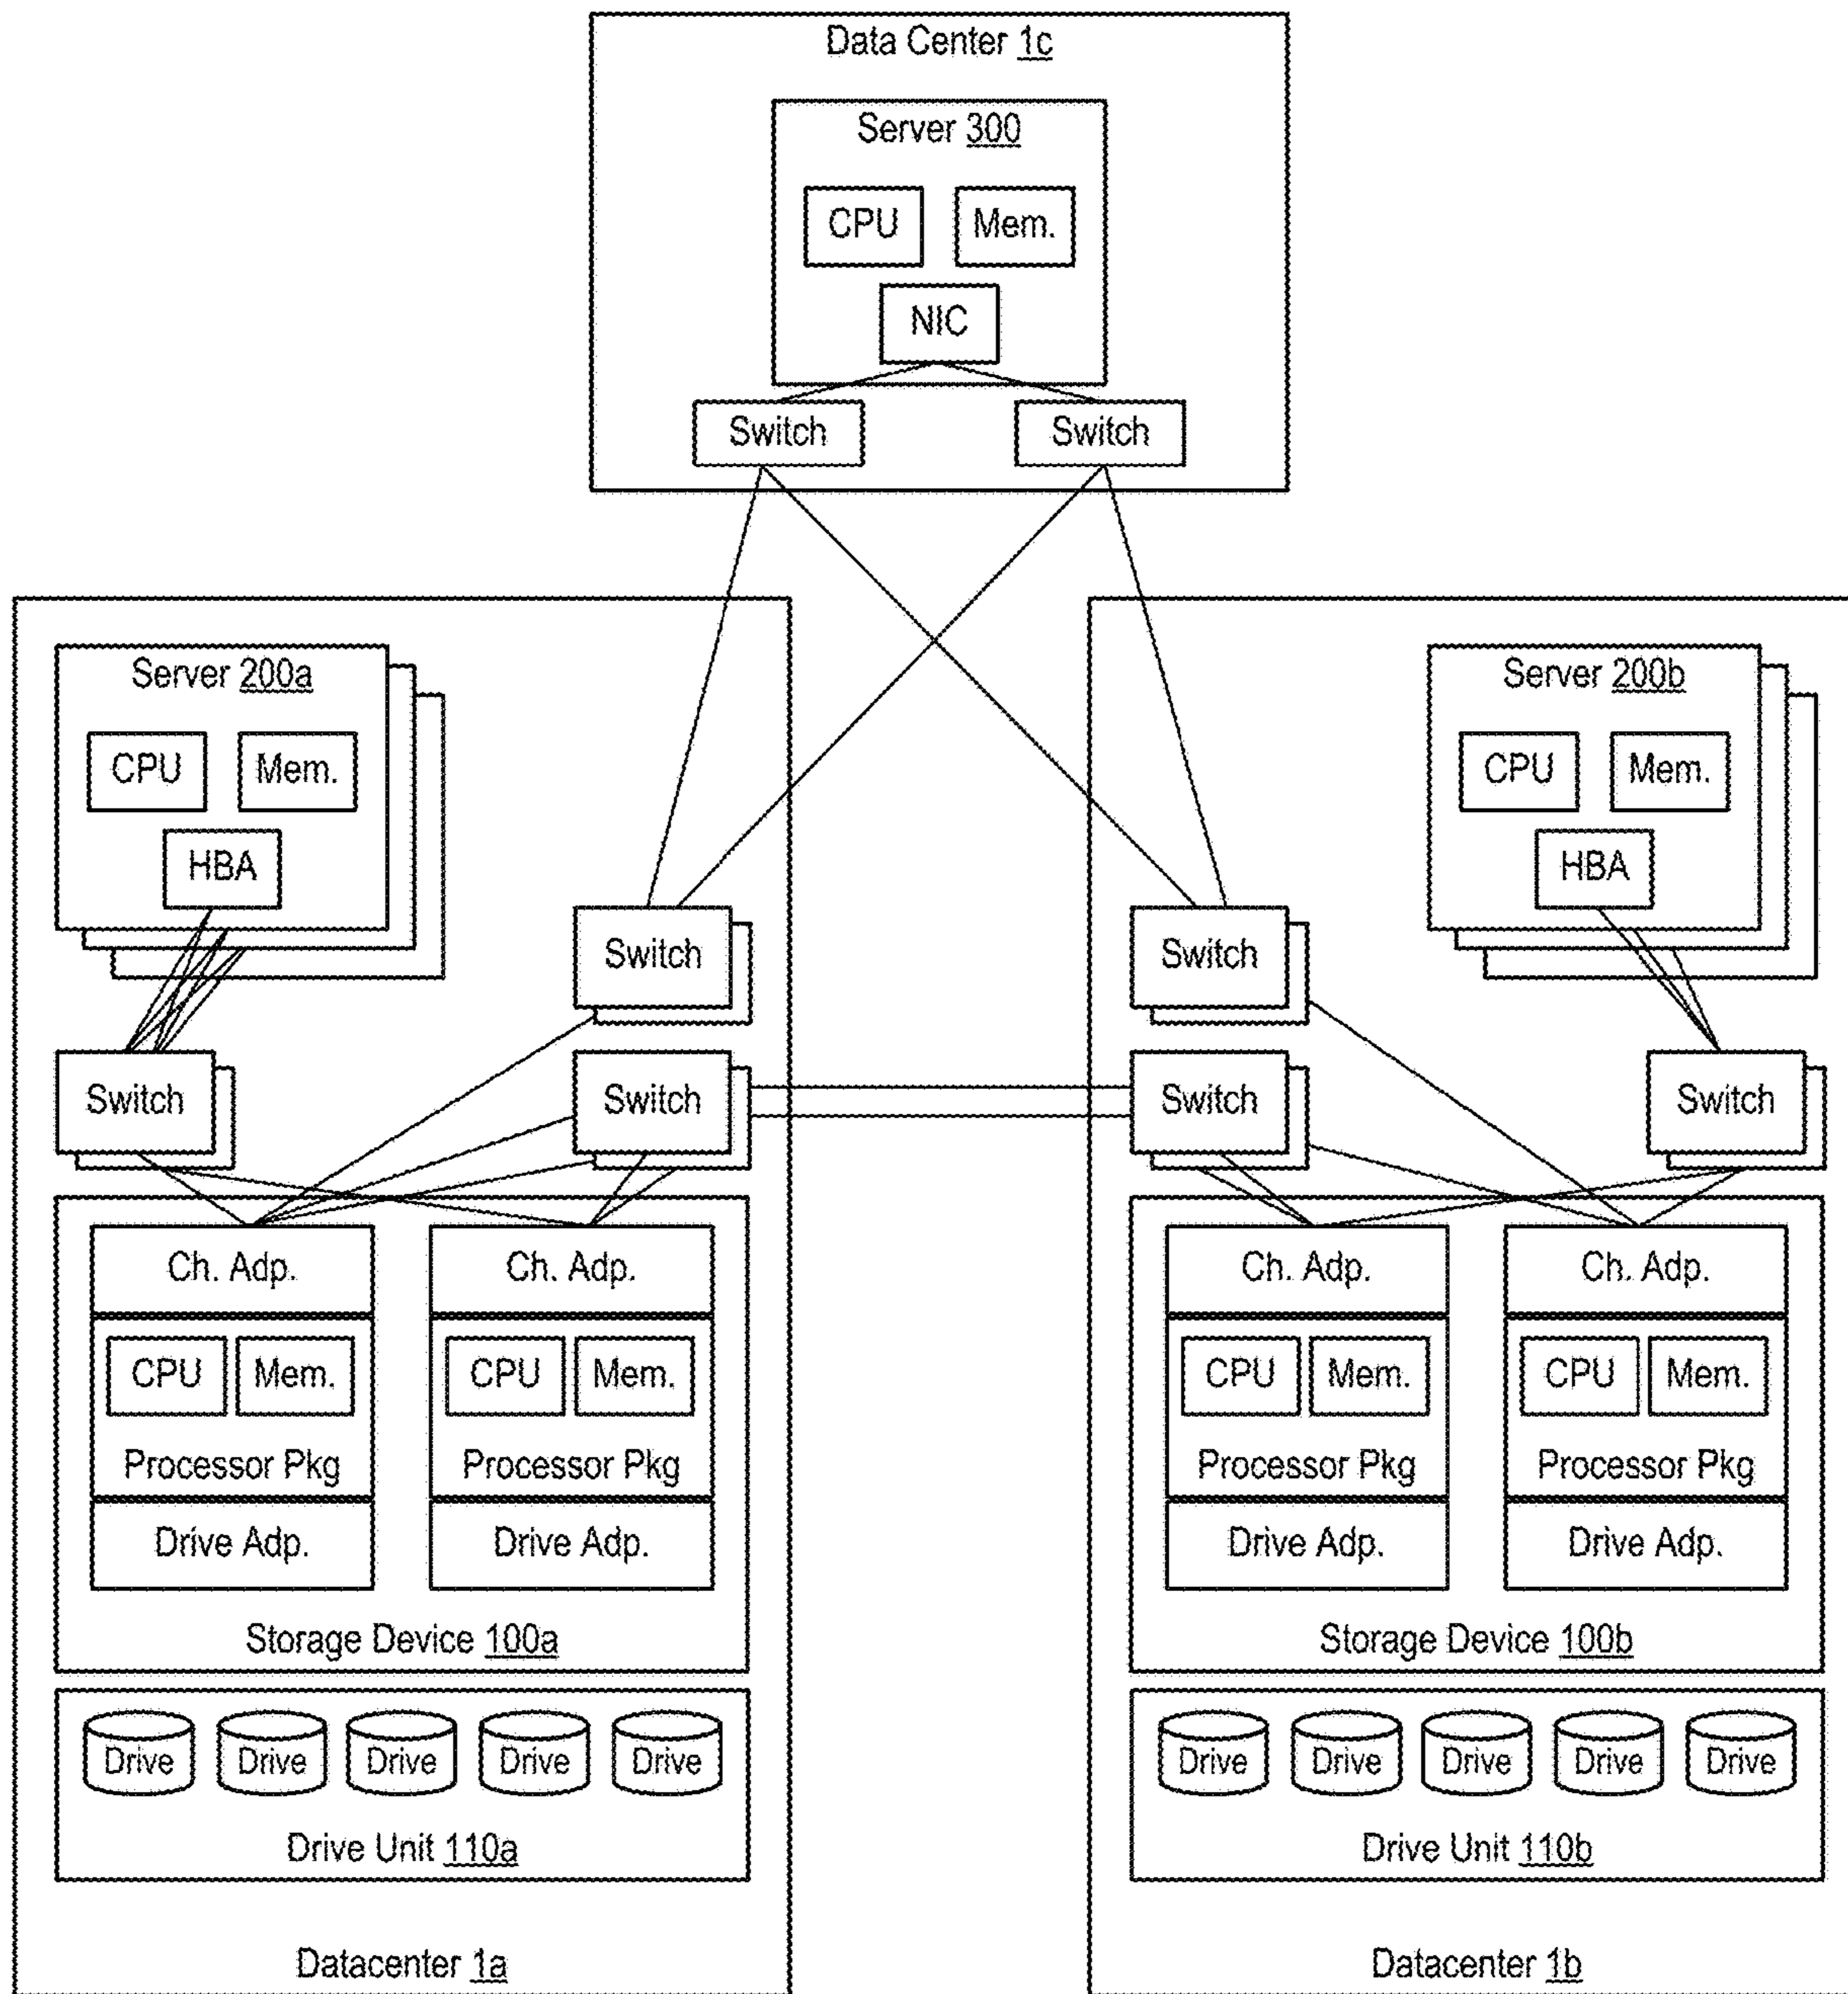 Data Center 1c
Server 300
CPU Mem.
NIC
Switch Switch
Server 200a
CPU Mem.
HBA
Switch
Switch
Switch
Ch. Adp. Ch. Adp.
CPU Mem. CPU Mem.
Processor Pkg Processor Pkg
Drive Adp. Drive Adp.
Storage Device 100a
Drive Drive Drive Drive Drive
Drive Unit 110a
Datacenter 1a
Server 200b
CPU Mem.
HBA
Switch
Switch
Switch
Ch. Adp. Ch. Adp.
CPU Mem. CPU Mem.
Processor Pkg Processor Pkg
Drive Adp. Drive Adp.
Storage Device 100b
Drive Drive Drive Drive Drive
Drive Unit 110b
Datacenter 1b